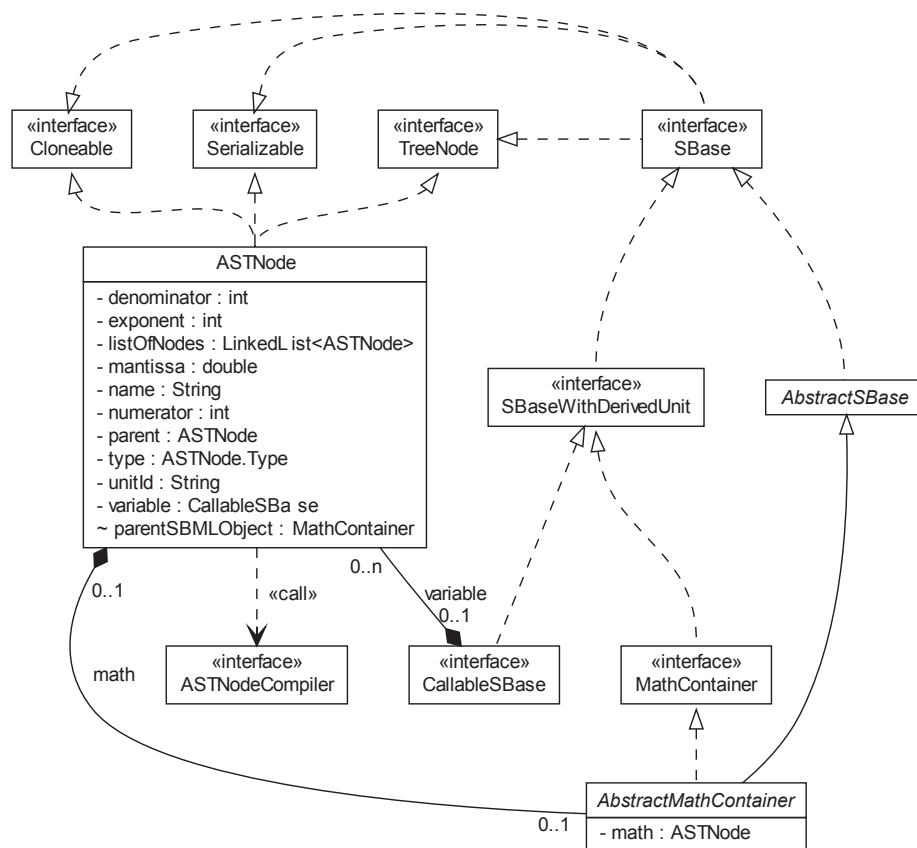 «interface»
Cloneable
«interface»
Serializable
«interface»
TreeNode
«interface»
SBase
ASTNode
- denominator : int
- exponent : int
- listOfNodes : LinkedList<ASTNode>
- mantissa : double
- name : String
- numerator : int
- parent : ASTNode
- type : ASTNode.Type
- unitId : String
- variable : CallableSBa se
~ parentSBMLObject : MathContainer
«interface»
SBaseWithDerivedUnit
AbstractSBase
0..1
«call»
0..n
variable
0..1
math
«interface»
ASTNodeCompiler
«interface»
CallableSBase
«interface»
MathContainer
AbstractMathContainer
- math : ASTNode
0..1